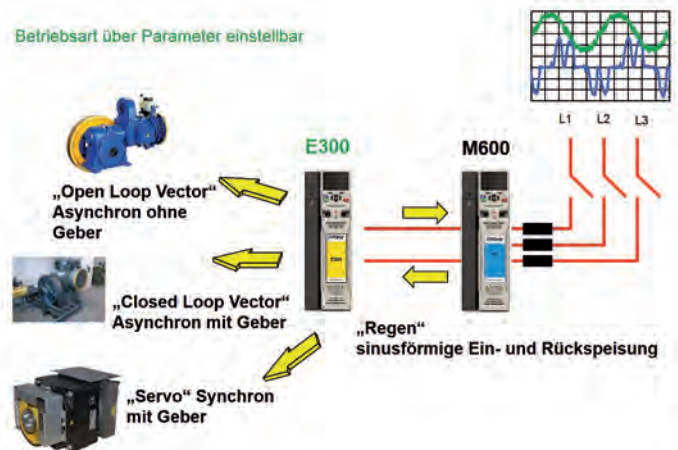 Betriebsart über Parameter einstellbar
L1 L2 L3
E300 M600
„Open Loop Vector“
Asynchron ohne
Geber
„Closed Loop Vector“
Asynchron mit Geber
„Regen“
sinusförmige Ein- und Rückspeisung
„Servo“ Synchron
mit Geber